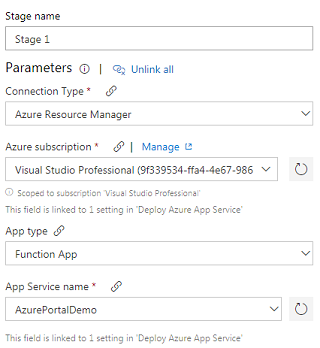 Stage name
Stage 1
Parameters | Unlink all
Connection Type *
Azure Resource Manager
Azure subscription * | Manage
Visual Studio Professional (9f339534-ffa4-4e67-986
Scoped to subscription 'Visual Studio Professional'
This field is linked to 1 setting in 'Deploy Azure App Service'
App type
Function App
App Service name *
AzurePortalDemo
This field is linked to 1 setting in 'Deploy Azure App Service'